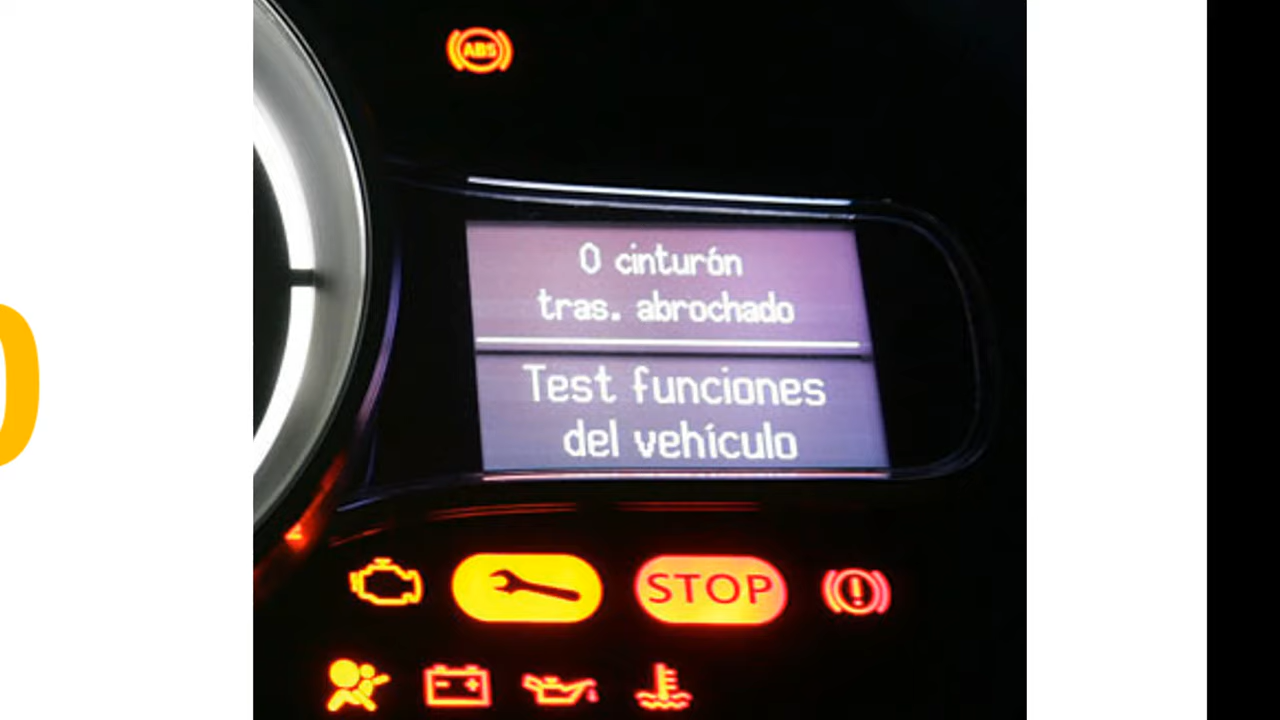 ABS
0 cinturón
tras. abrochado
Test funciones
del vehículo
STOP